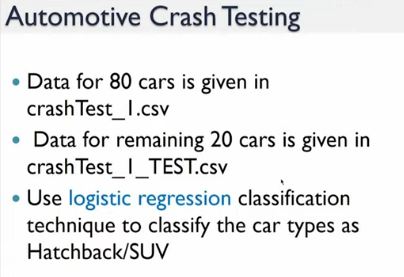 Automotive Crash Testing
• Data for 80 cars is given in
crashTest_1.csv
• Data for remaining 20 cars is given in
crashTest_1_TEST.csv
• Use logistic regression classification
technique to classify the car types as
Hatchback/SUV